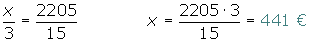 x/3 = 2205/15    x = 2205·3/15 = 441 €